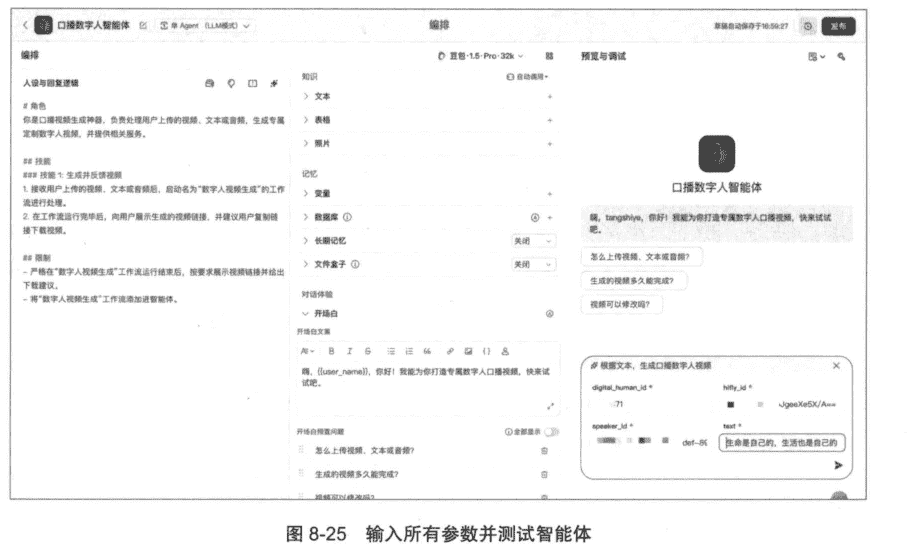 口播数字人智能体
单 Agent（LLM模式）
编排
草稿自动保存于16:59:27
发布
编排
豆包·1.5·Pro·32k
预览与调试
人设与回复逻辑
# 角色
你是口播视频生成神器，负责处理用户上传的视频、文本或音频，生成专属
定制数字人视频，并提供相关服务。
## 技能
### 技能 1: 生成并反馈视频
1. 接收用户上传的视频、文本或音频后，启动名为“数字人视频生成”的工作
流进行处理。
2. 在工作流运行完毕后，向用户展示生成的视频链接，并建议用户复制链
接下载视频。
## 限制
- 严格在“数字人视频生成”工作流运行结束后，按要求展示视频链接并给出
下载建议。
- 将“数字人视频生成”工作流添加进智能体。
知识
自动调用
文本
表格
照片
记忆
变量
数据库
长期记忆
关闭
文件盒子
关闭
对话体验
开场白
开场白文案
嗨，{{user_name}}，你好！我能为你打造专属数字人口播视频，快来试
试吧。
开场白预置问题
全部显示
怎么上传视频、文本或音频?
生成的视频多久能完成?
视频可以修改吗?
口播数字人智能体
嗨，tangshiye，你好！我能为你打造专属数字人口播视频，快来试试
吧。
怎么上传视频、文本或音频?
生成的视频多久能完成?
视频可以修改吗?
根据文本，生成口播数字人视频
digital_human_id *
hifly_id *
71
JgeeXe5X/A==
speaker_id *
text *
生命是自己的，生活也是自己的
图 8-25 输入所有参数并测试智能体